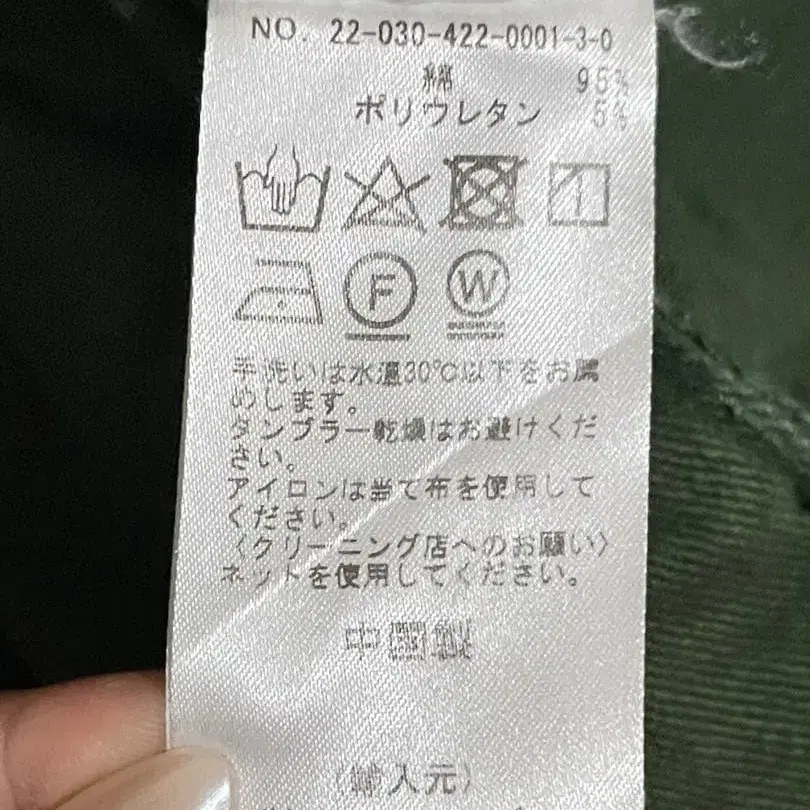 NO. 22-030-422-0001-3-0
綿 95%
ポリウレタン 5%
F W
手洗いは水温30℃以下をお薦
めします。
タンブラー乾燥はお避けくだ
さい。
アイロンは当て布を使用して
ください。
〈クリーニング店へのお願い〉
ネットを使用してください。
中国製
(輸入元)